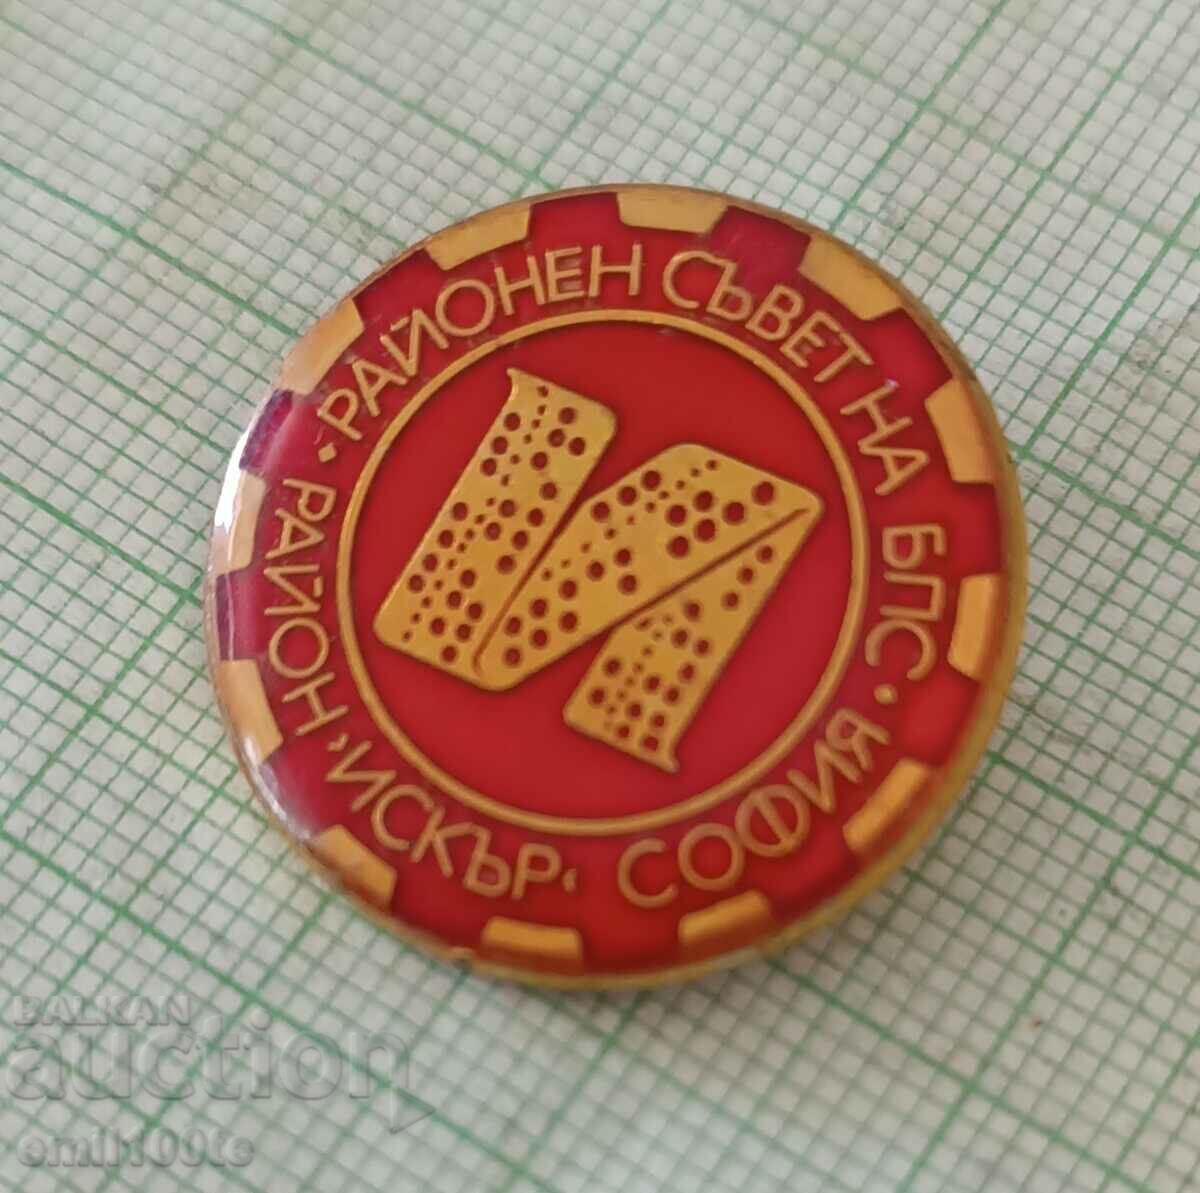 · РАЙОНЕН СЪВЕТ НА БПС ·
РАЙОН ›ИСКЪР‹ СОФИЯ
BALKAN
auction
emil100te